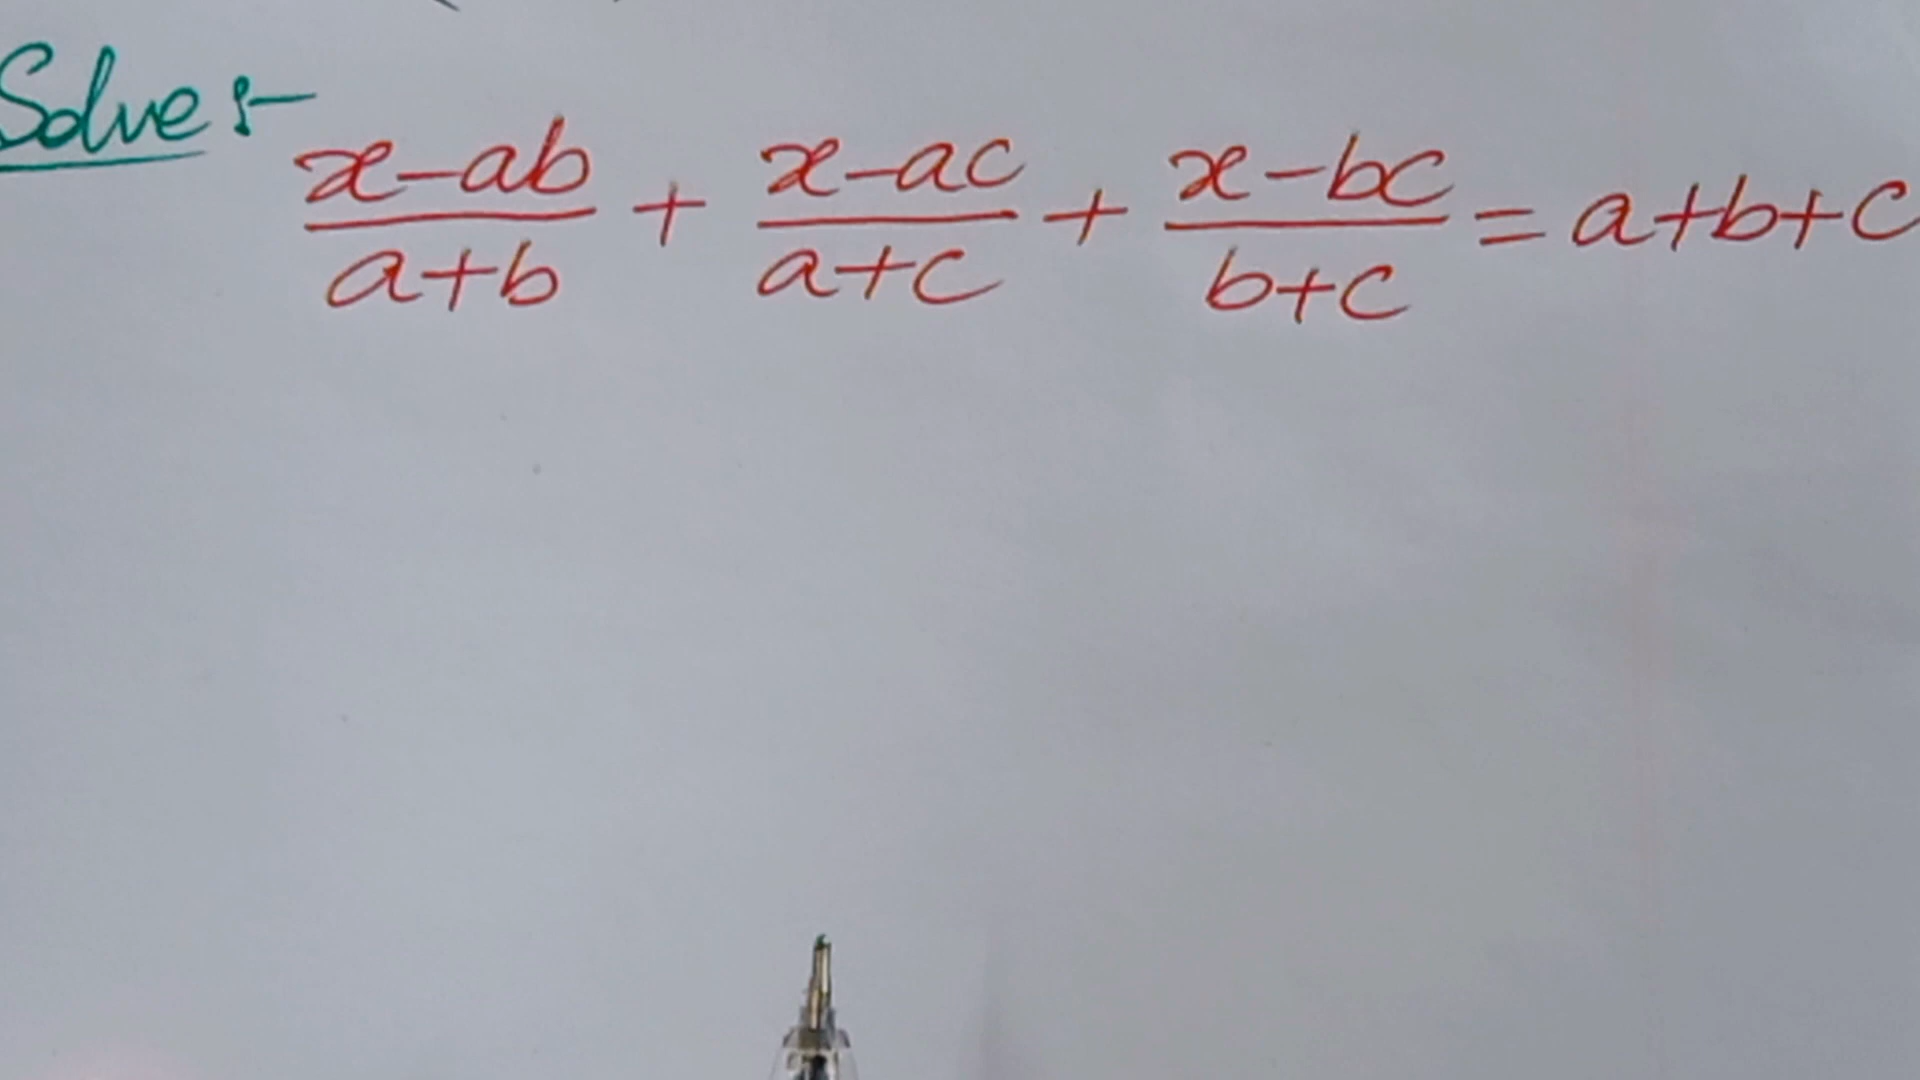 Solve :-
(x-ab)/(a+b) + (x-ac)/(a+c) + (x-bc)/(b+c) = a+b+c